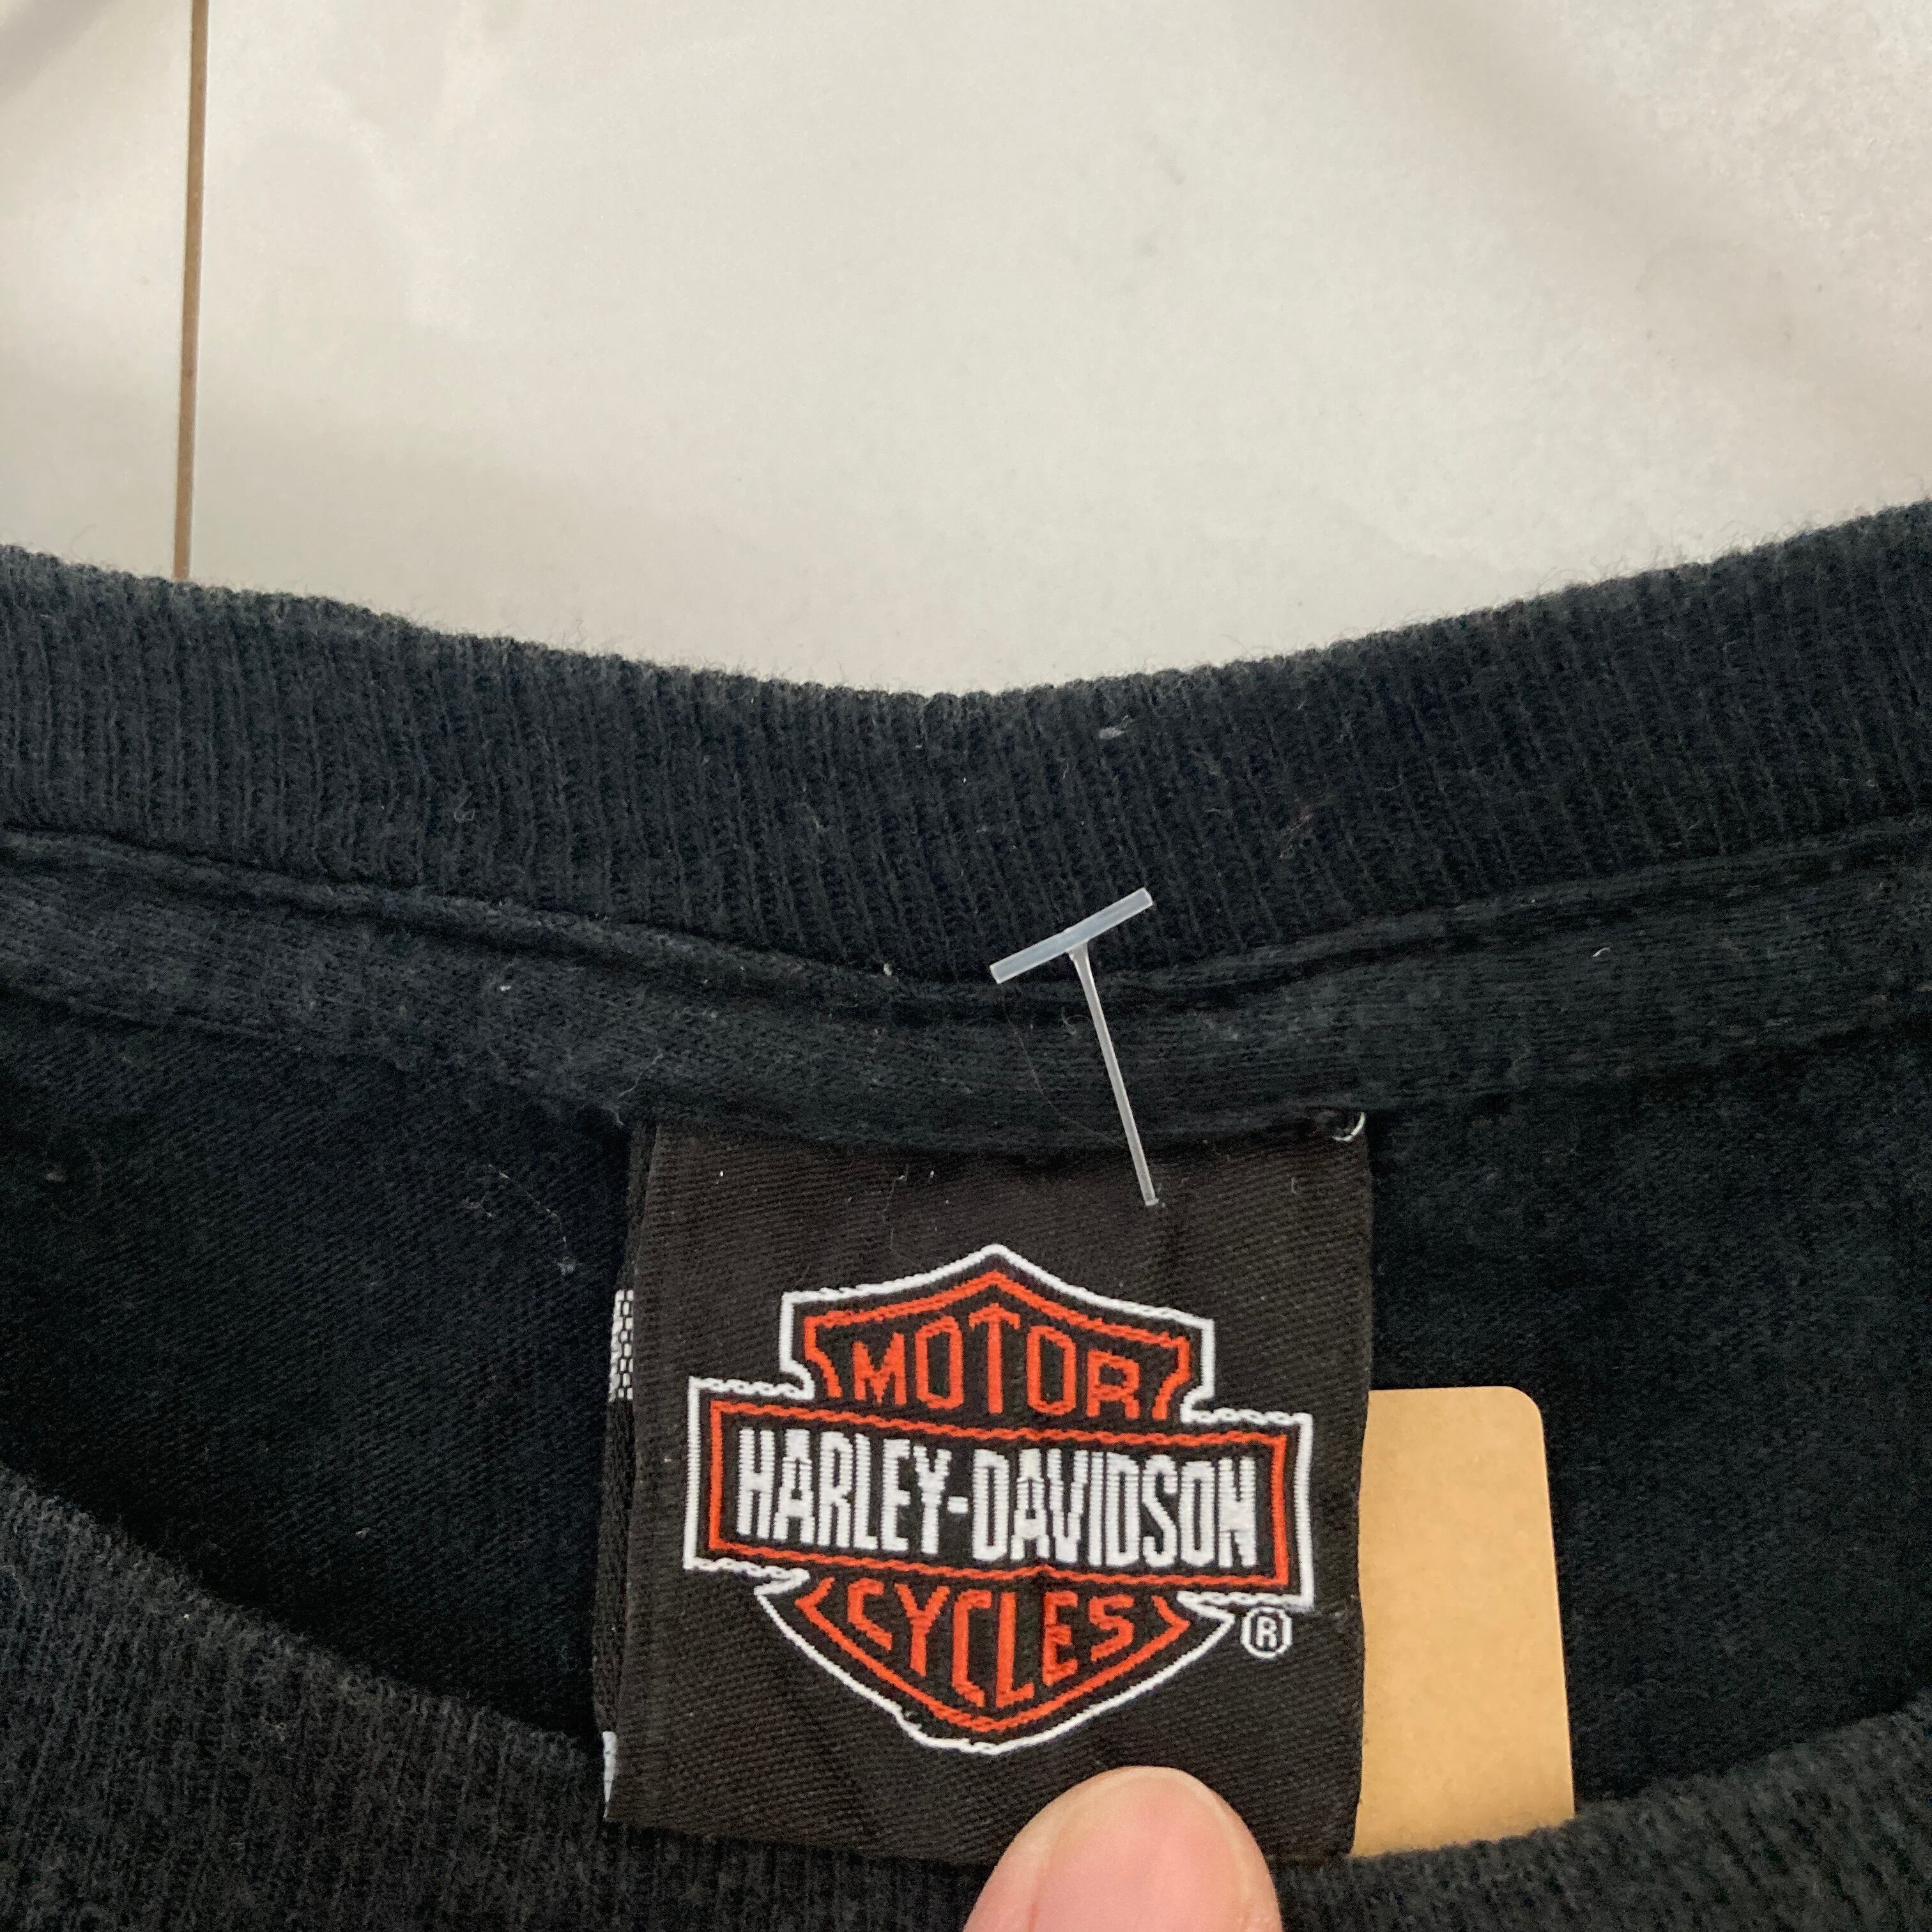 MOTOR
HARLEY-DAVIDSON
CYCLES
®